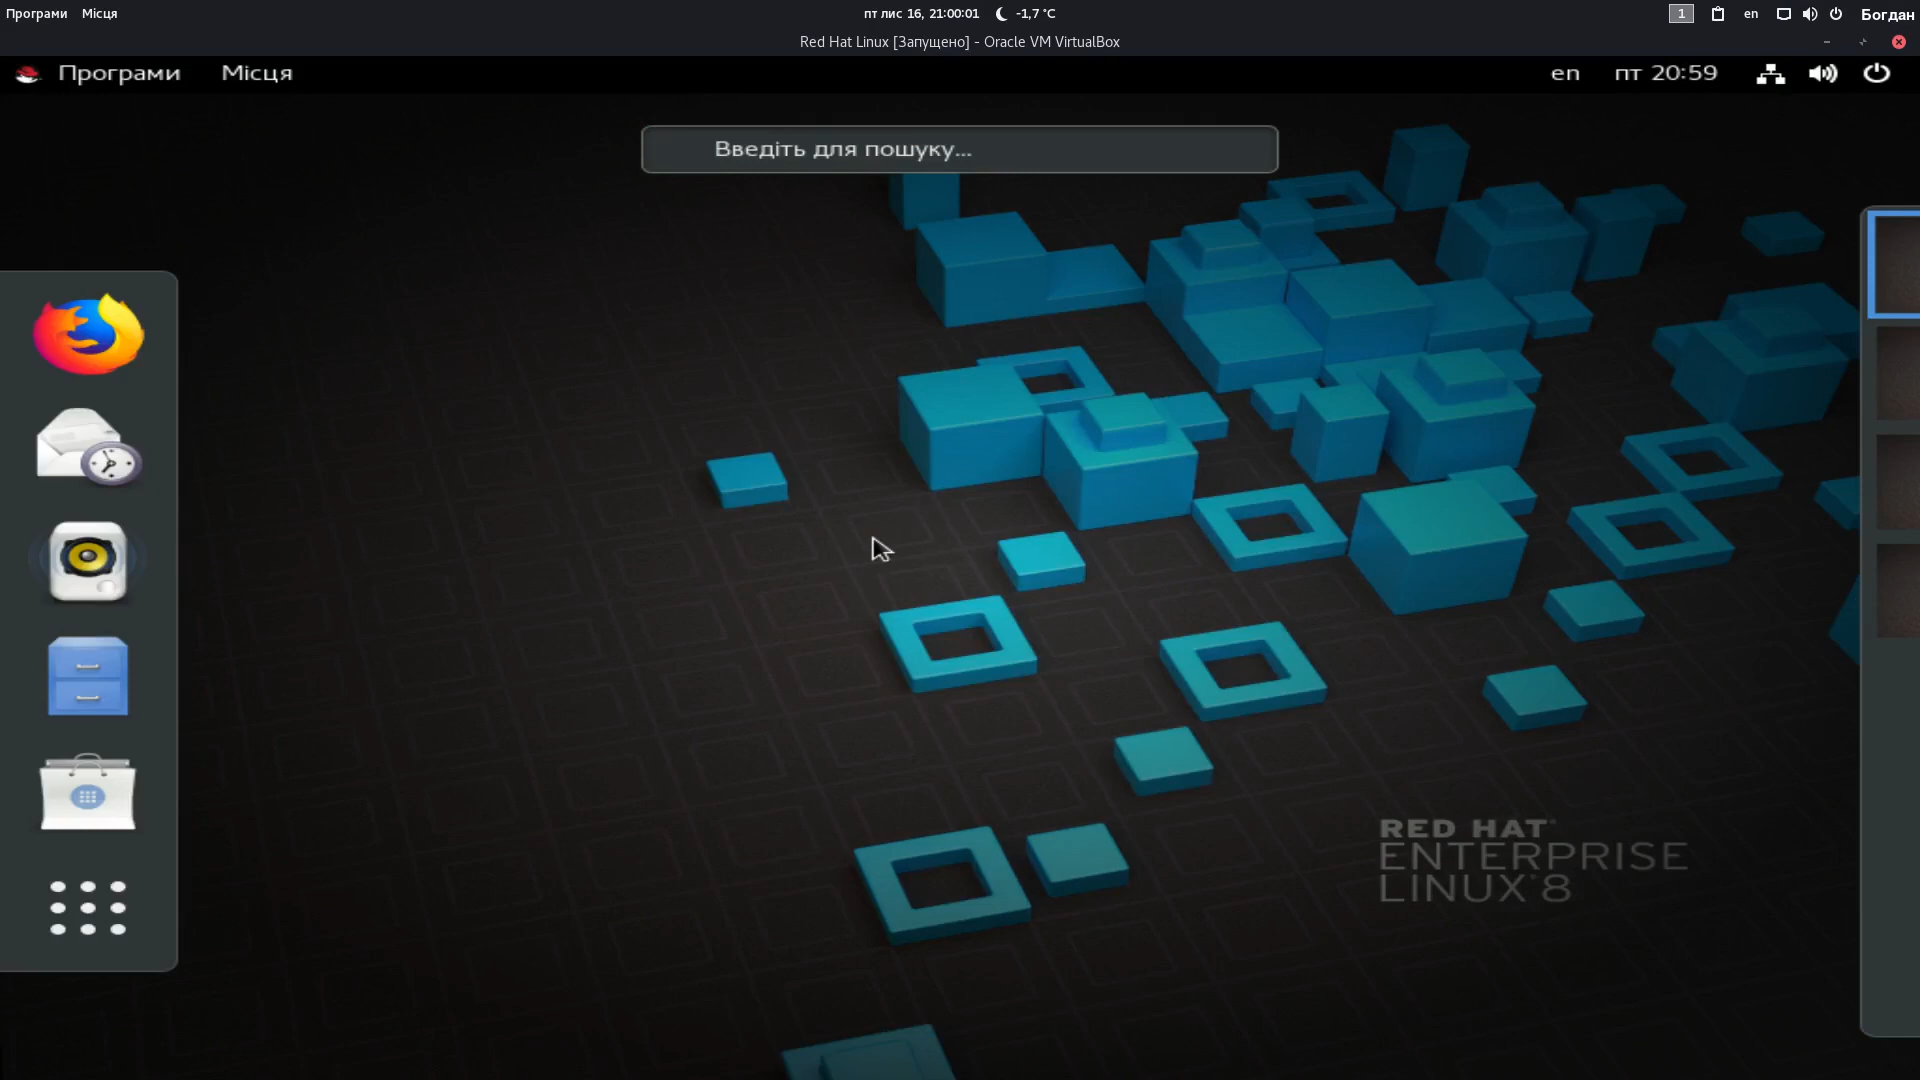 Програми Місця пт лис 16, 21:00:01 -1,7 °C 1 en Богдан
Red Hat Linux [Запущено] - Oracle VM VirtualBox
Програми Місця en пт 20:59
Введіть для пошуку...
RED HAT®
ENTERPRISE
LINUX® 8